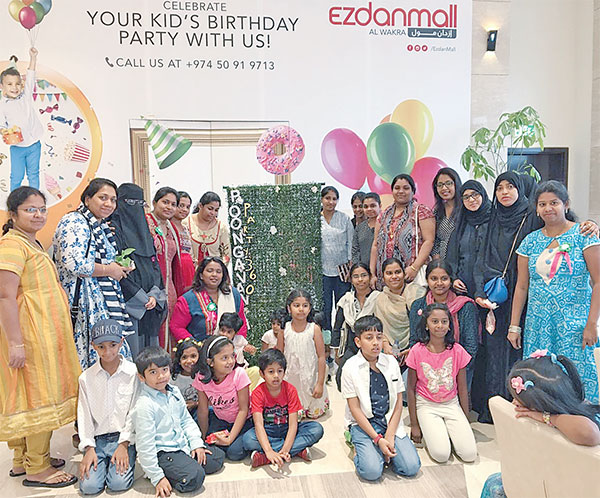 CELEBRATE
YOUR KID'S BIRTHDAY
PARTY WITH US!
CALL US AT +974 50 91 9713
EZDANMALL
AL WAKRA إزدان مول
/EzdanMall
POONGA